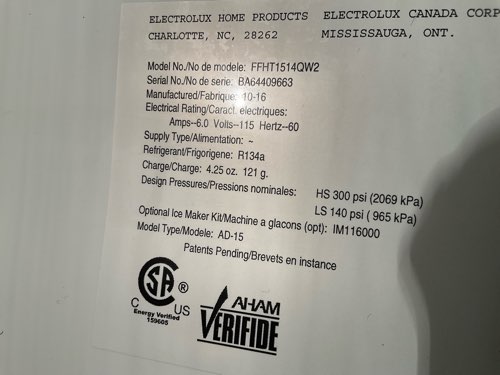 ELECTROLUX HOME PRODUCTS ELECTROLUX CANADA CORP
CHARLOTTE, NC, 28262 MISSISSAUGA, ONT.
Model No./No de modele: FFHT1514QW2
Serial No./No de serie: BA64409663
Manufactured/Fabrique: 10-16
Electrical Rating/Caract. electriques:
Amps-6.0 Volts-115 Hertz-60
Supply Type/Alimentation: ~
Refrigerant/Frigorigene: R134a
Charge/Charge: 4.25 oz. 121 g.
Design Pressures/Pressions nominales: HS 300 psi (2069 kPa)
LS 140 psi ( 965 kPa)
Optional Ice Maker Kit/Machine a glacons (opt): IM116000
Model Type/Modele: AD-15
Patents Pending/Brevets en instance
SA ®
C US
Energy Verified
159605
AHAM
VERIFIDE